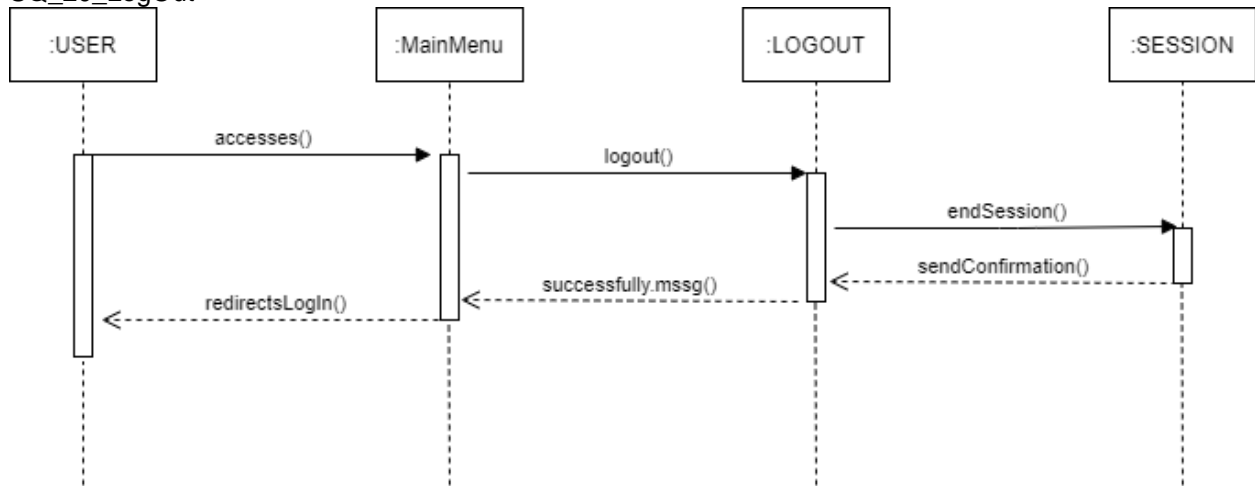 :USER
:MainMenu
:LOGOUT
:SESSION
accesses()
logout()
endSession()
sendConfirmation()
successfully.mssg()
redirectsLogIn()